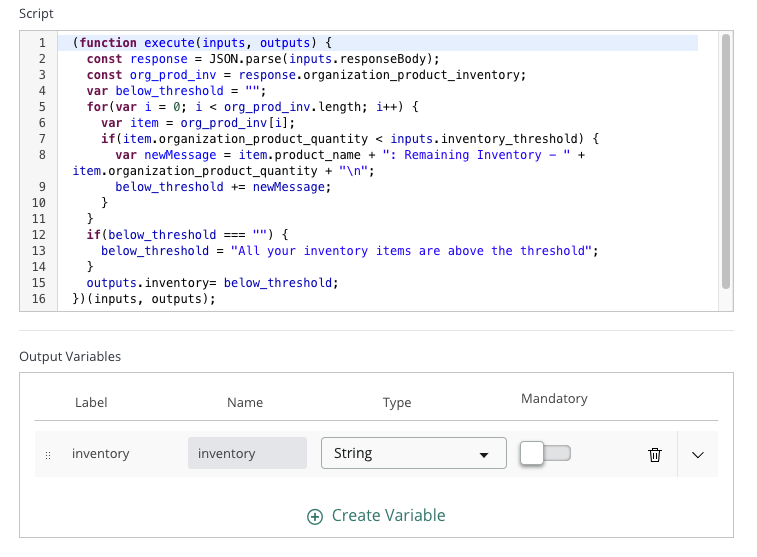 Script
1 (function execute(inputs, outputs) {
2 const response = JSON.parse(inputs.responseBody);
3 const org_prod_inv = response.organization_product_inventory;
4 var below_threshold = "";
5 for(var i = 0; i < org_prod_inv.length; i++) {
6 var item = org_prod_inv[i];
7 if(item.organization_product_quantity < inputs.inventory_threshold) {
8 var newMessage = item.product_name + ": Remaining Inventory – " +
item.organization_product_quantity + "\n";
9 below_threshold += newMessage;
10 }
11 }
12 if(below_threshold === "") {
13 below_threshold = "All your inventory items are above the threshold";
14 }
15 outputs.inventory= below_threshold;
16 })(inputs, outputs);
Output Variables
Label Name Type Mandatory
inventory inventory String
Create Variable